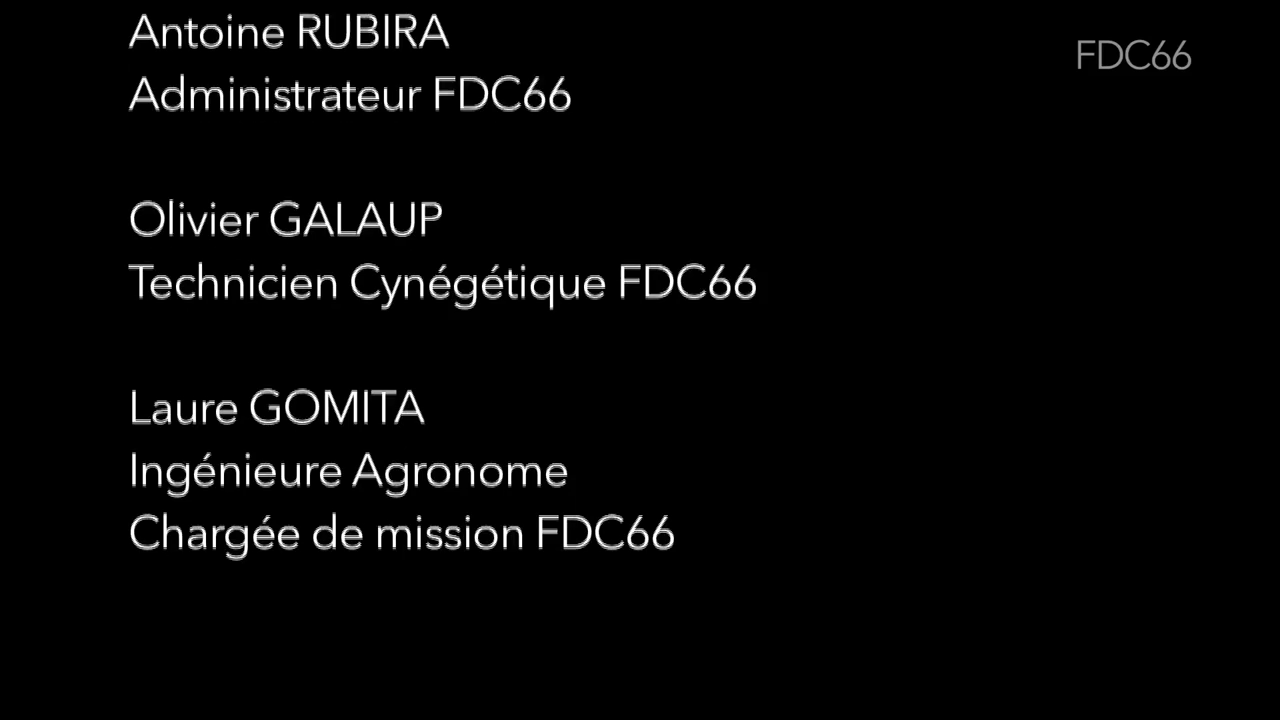 Antoine RUBIRA
FDC66
Administrateur FDC66
Olivier GALAUP
Technicien Cynégétique FDC66
Laure GOMITA
Ingénieure Agronome
Chargée de mission FDC66